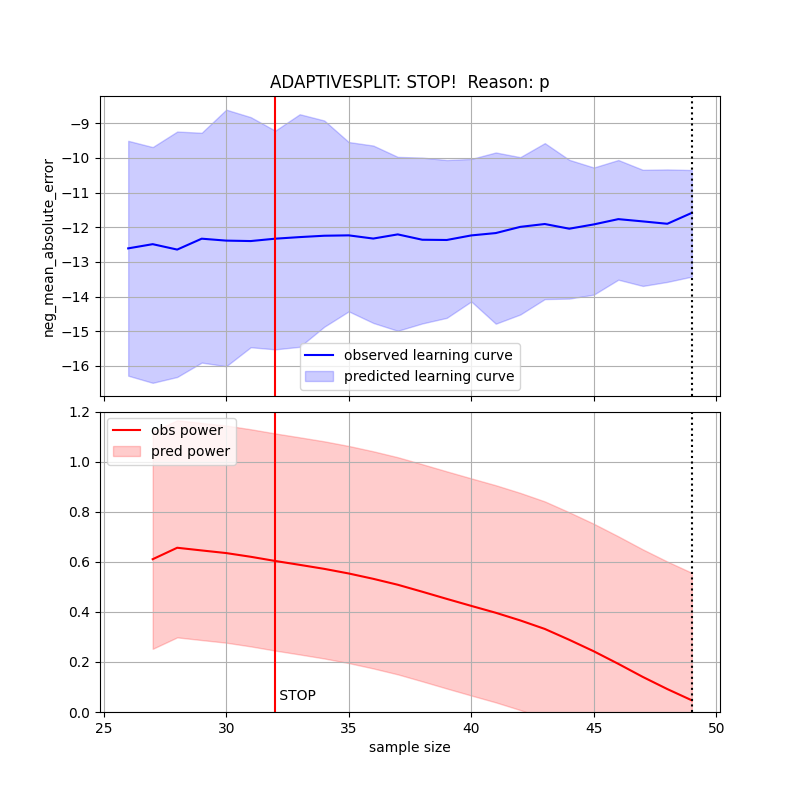 ADAPTIVESPLIT: STOP!  Reason: p
neg_mean_absolute_error
−9
−10
−11
−12
−13
−14
−15
−16
observed learning curve
predicted learning curve
1.2
1.0
0.8
0.6
0.4
0.2
0.0
obs power
pred power
STOP
25
30
35
40
45
50
sample size